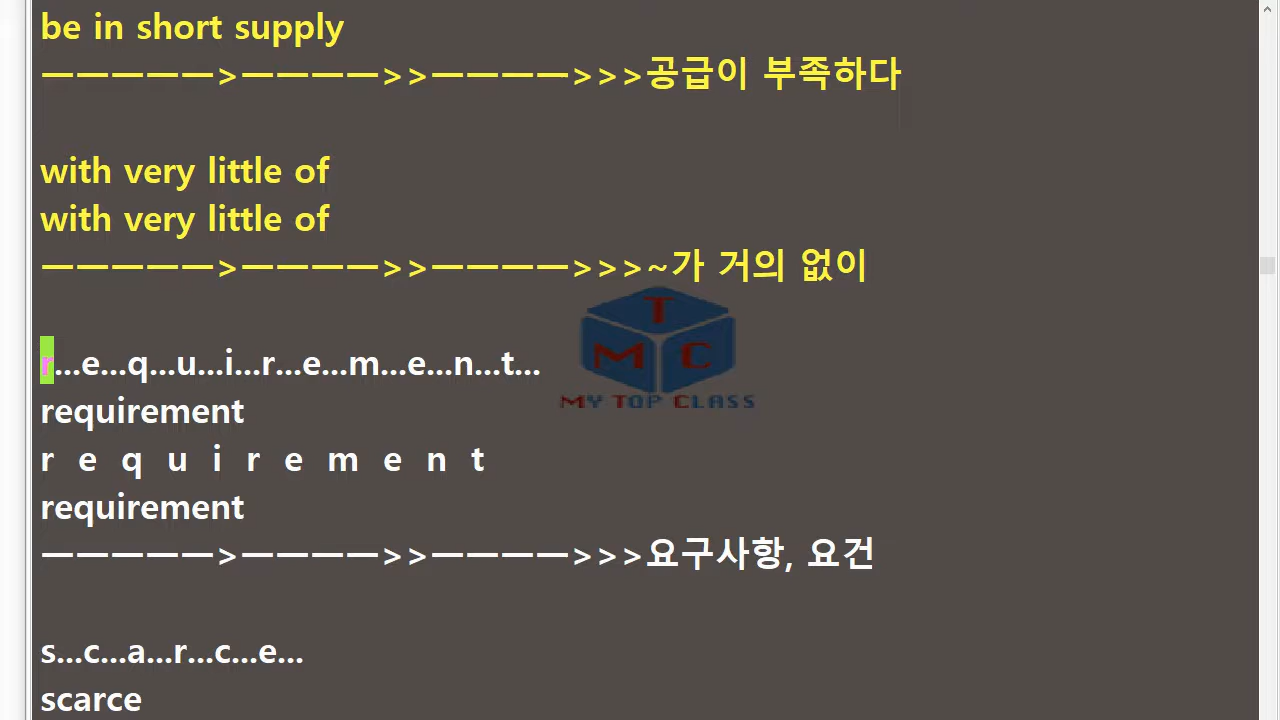 be in short supply
ㅡㅡㅡㅡㅡ>ㅡㅡㅡㅡ>>ㅡㅡㅡㅡ>>>공급이 부족하다
with very little of
with very little of
ㅡㅡㅡㅡㅡ>ㅡㅡㅡㅡ>>ㅡㅡㅡㅡ>>>~가 거의 없이
r...e...q...u...i...r...e...m...e...n...t...
requirement
r e q u i r e m e n t
requirement
ㅡㅡㅡㅡㅡ>ㅡㅡㅡㅡ>>ㅡㅡㅡㅡ>>>요구사항, 요건
s...c...a...r...c...e...
scarce
T
M C
MY TOP CLASS